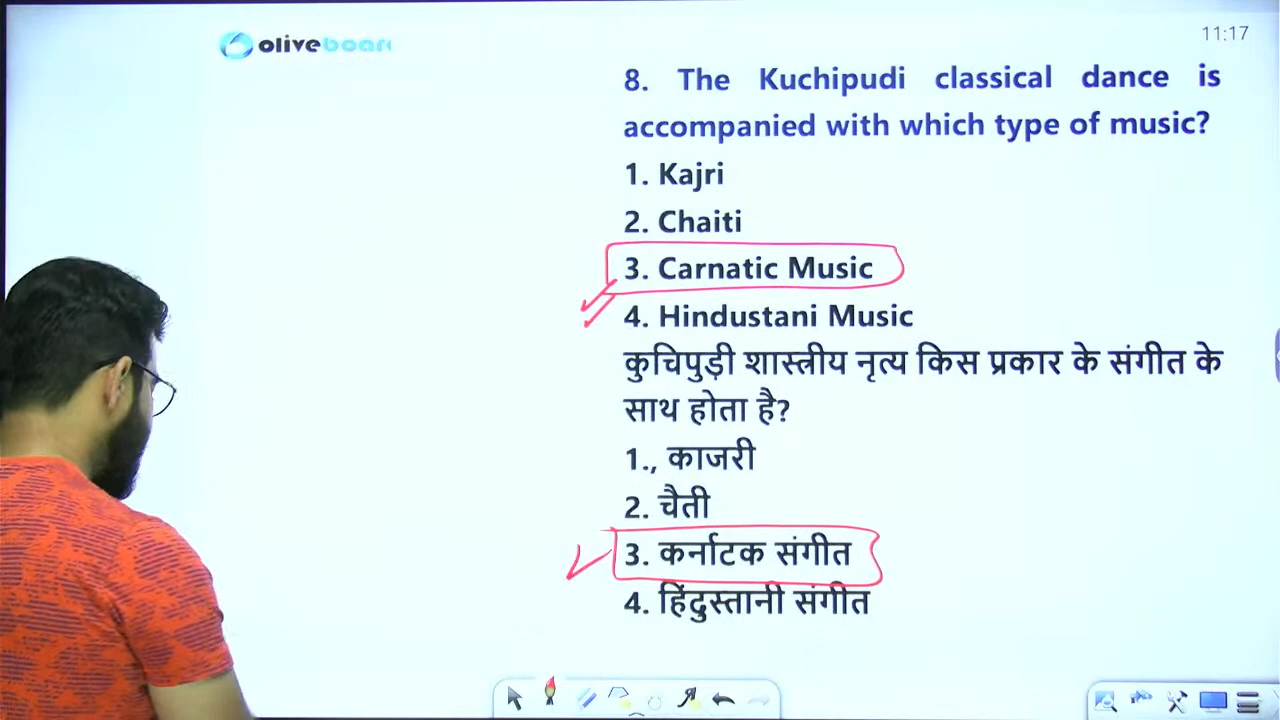 oliveboar
11:17
8. The Kuchipudi classical dance is
accompanied with which type of music?
1. Kajri
2. Chaiti
3. Carnatic Music
4. Hindustani Music
कुचिपुड़ी शास्त्रीय नृत्य किस प्रकार के संगीत के
साथ होता है?
1., काजरी
2. चैती
3. कर्नाटक संगीत
4. हिंदुस्तानी संगीत